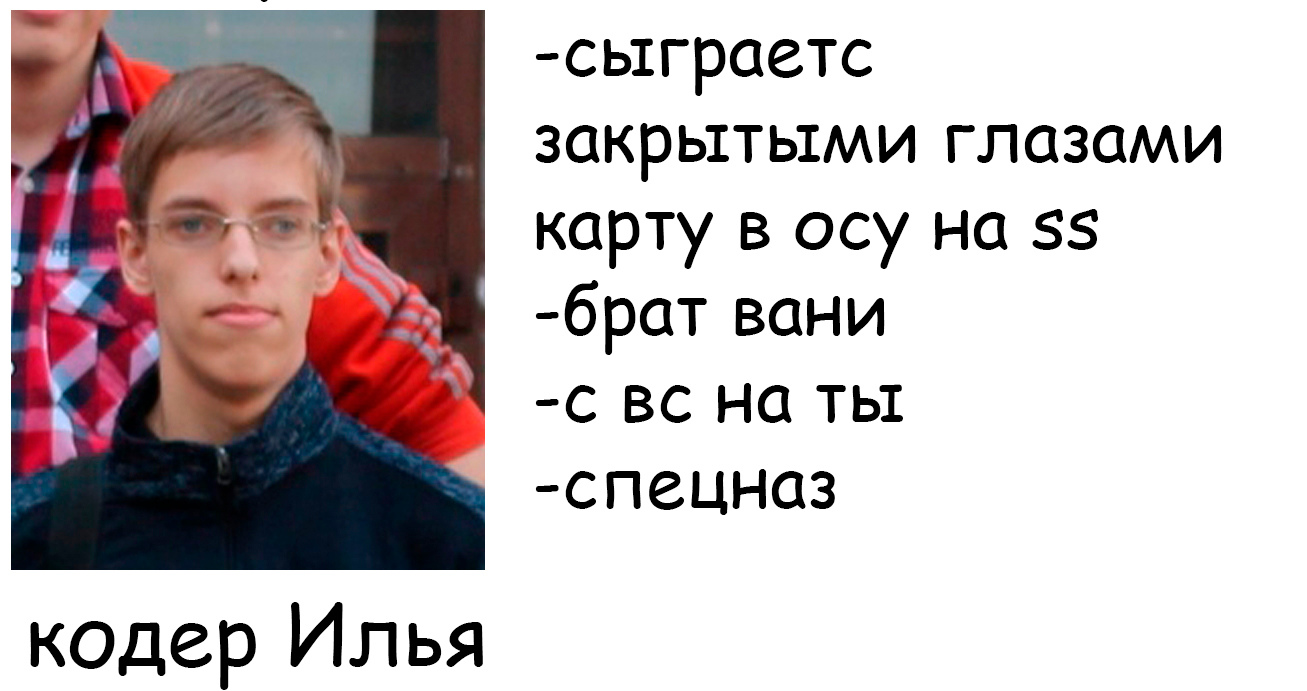 -сыграетс
закрытыми глазами
карту в осу на ss
-брат вани
-с вс на ты
-спецназ
кодер Илья